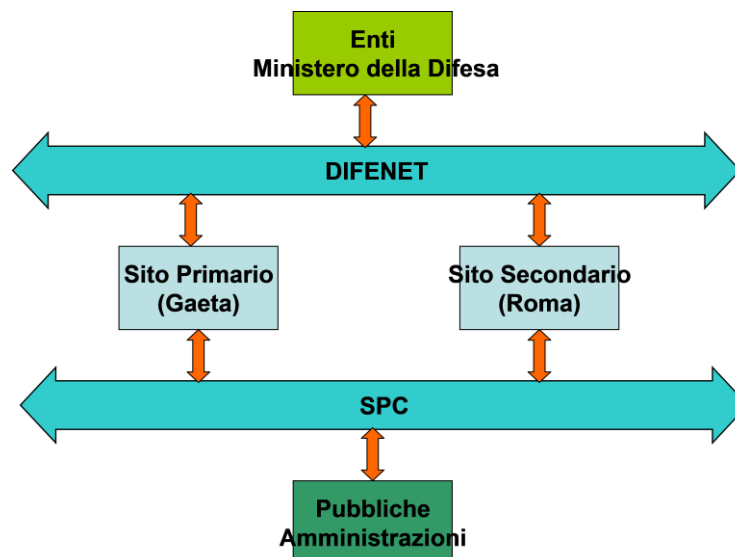 Enti
Ministero della Difesa
DIFENET
Sito Primario
(Gaeta)
Sito Secondario
(Roma)
SPC
Pubbliche
Amministrazioni